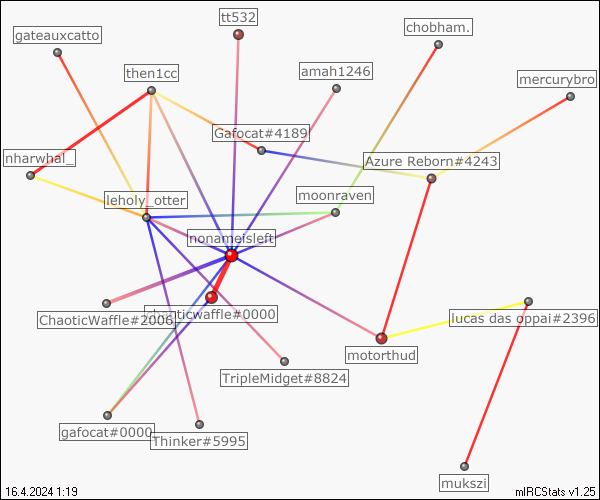 tt532
chobham.
gateauxcatto
then1cc
amah1246
mercurybro
Gafocat#4189
nharwhal_
Azure Reborn#4243
leholy_otter
moonraven
nonameisleft
ChaoticWaffle#2006
chaoticwaffle#0000
lucas das oppai#2396
motorthud
TripleMidget#8824
gafocat#0000
Thinker#5995
mukszi
16.4.2024 1:19
mIRCStats v1.25